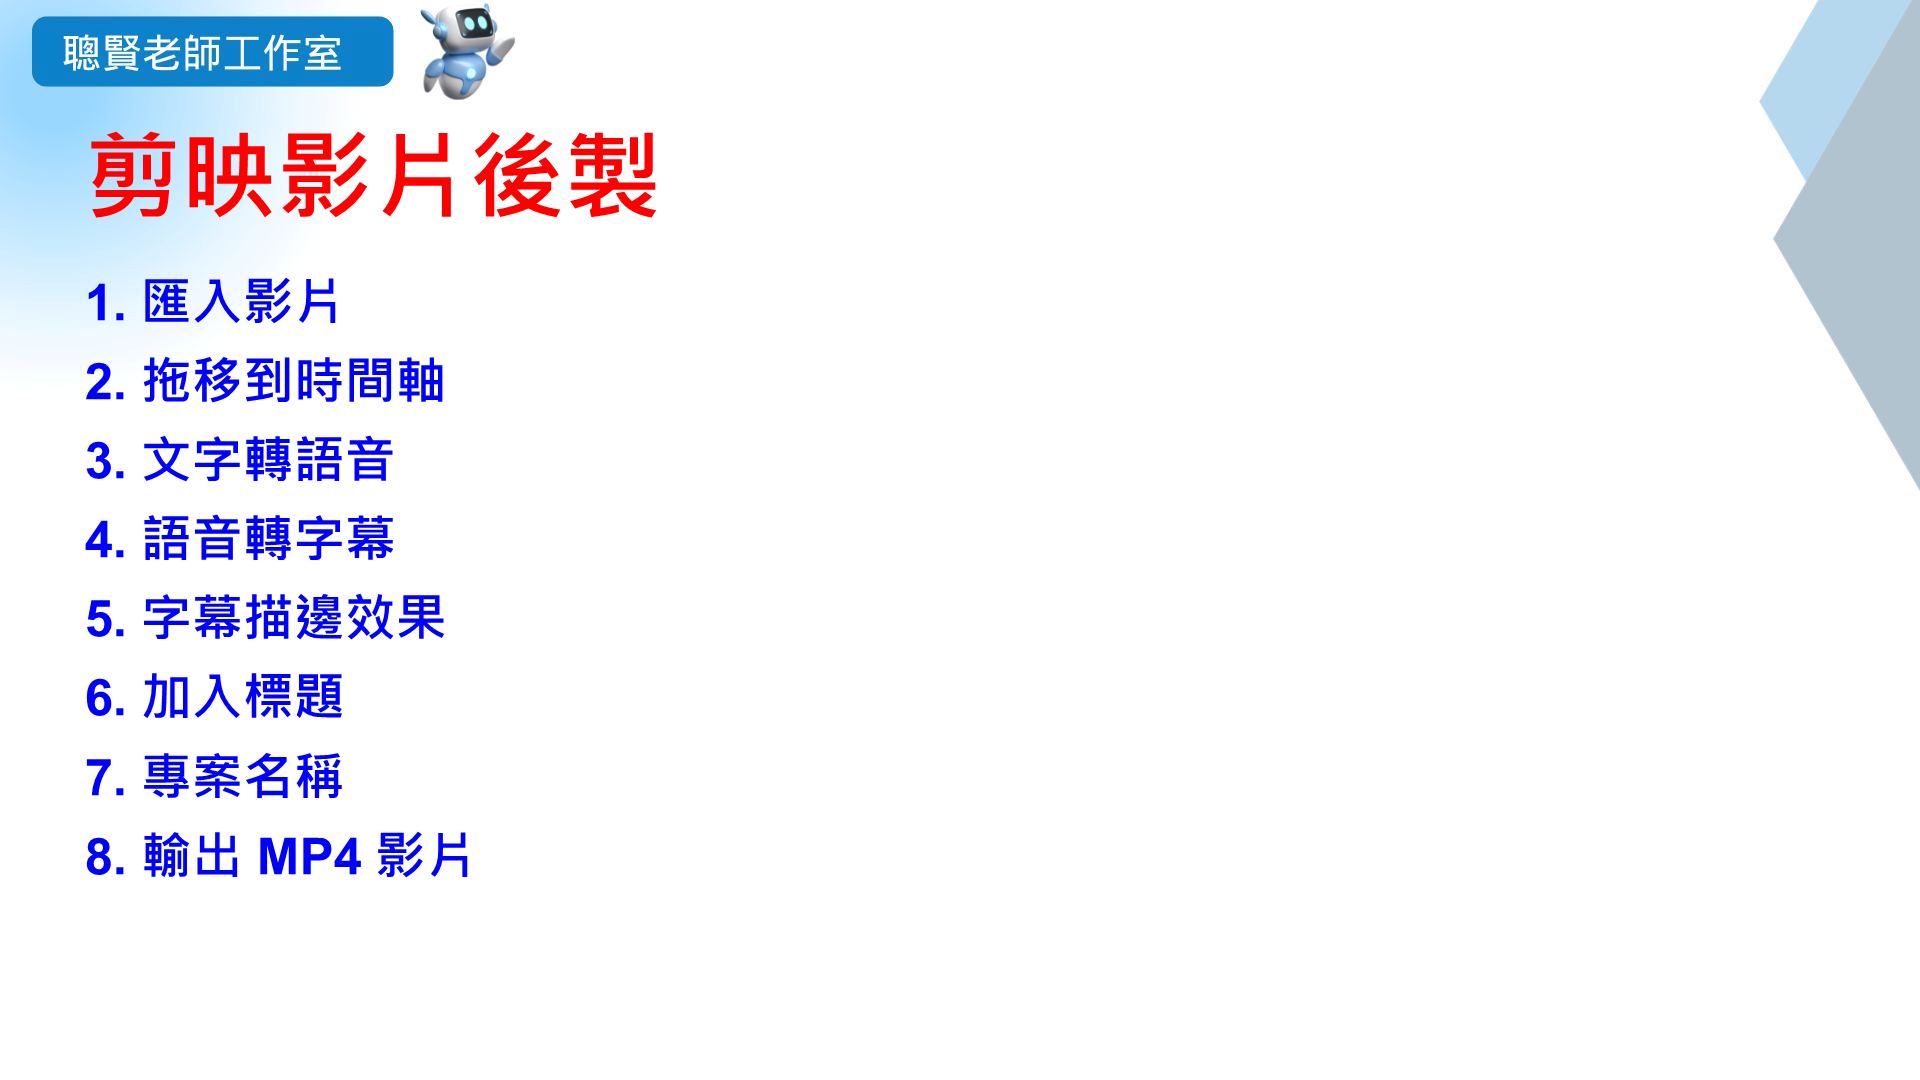 聰賢老師工作室
剪映影片後製
1. 匯入影片
2. 拖移到時間軸
3. 文字轉語音
4. 語音轉字幕
5. 字幕描邊效果
6. 加入標題
7. 專案名稱
8. 輸出 MP4 影片